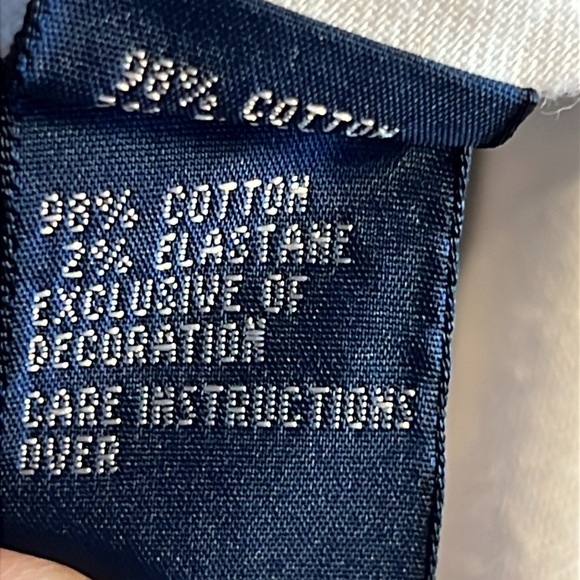 98% COTTON
98% COTTON
2% ELASTANE
EXCLUSIVE OF
DECORATION
CARE INSTRUCTIONS
OVER